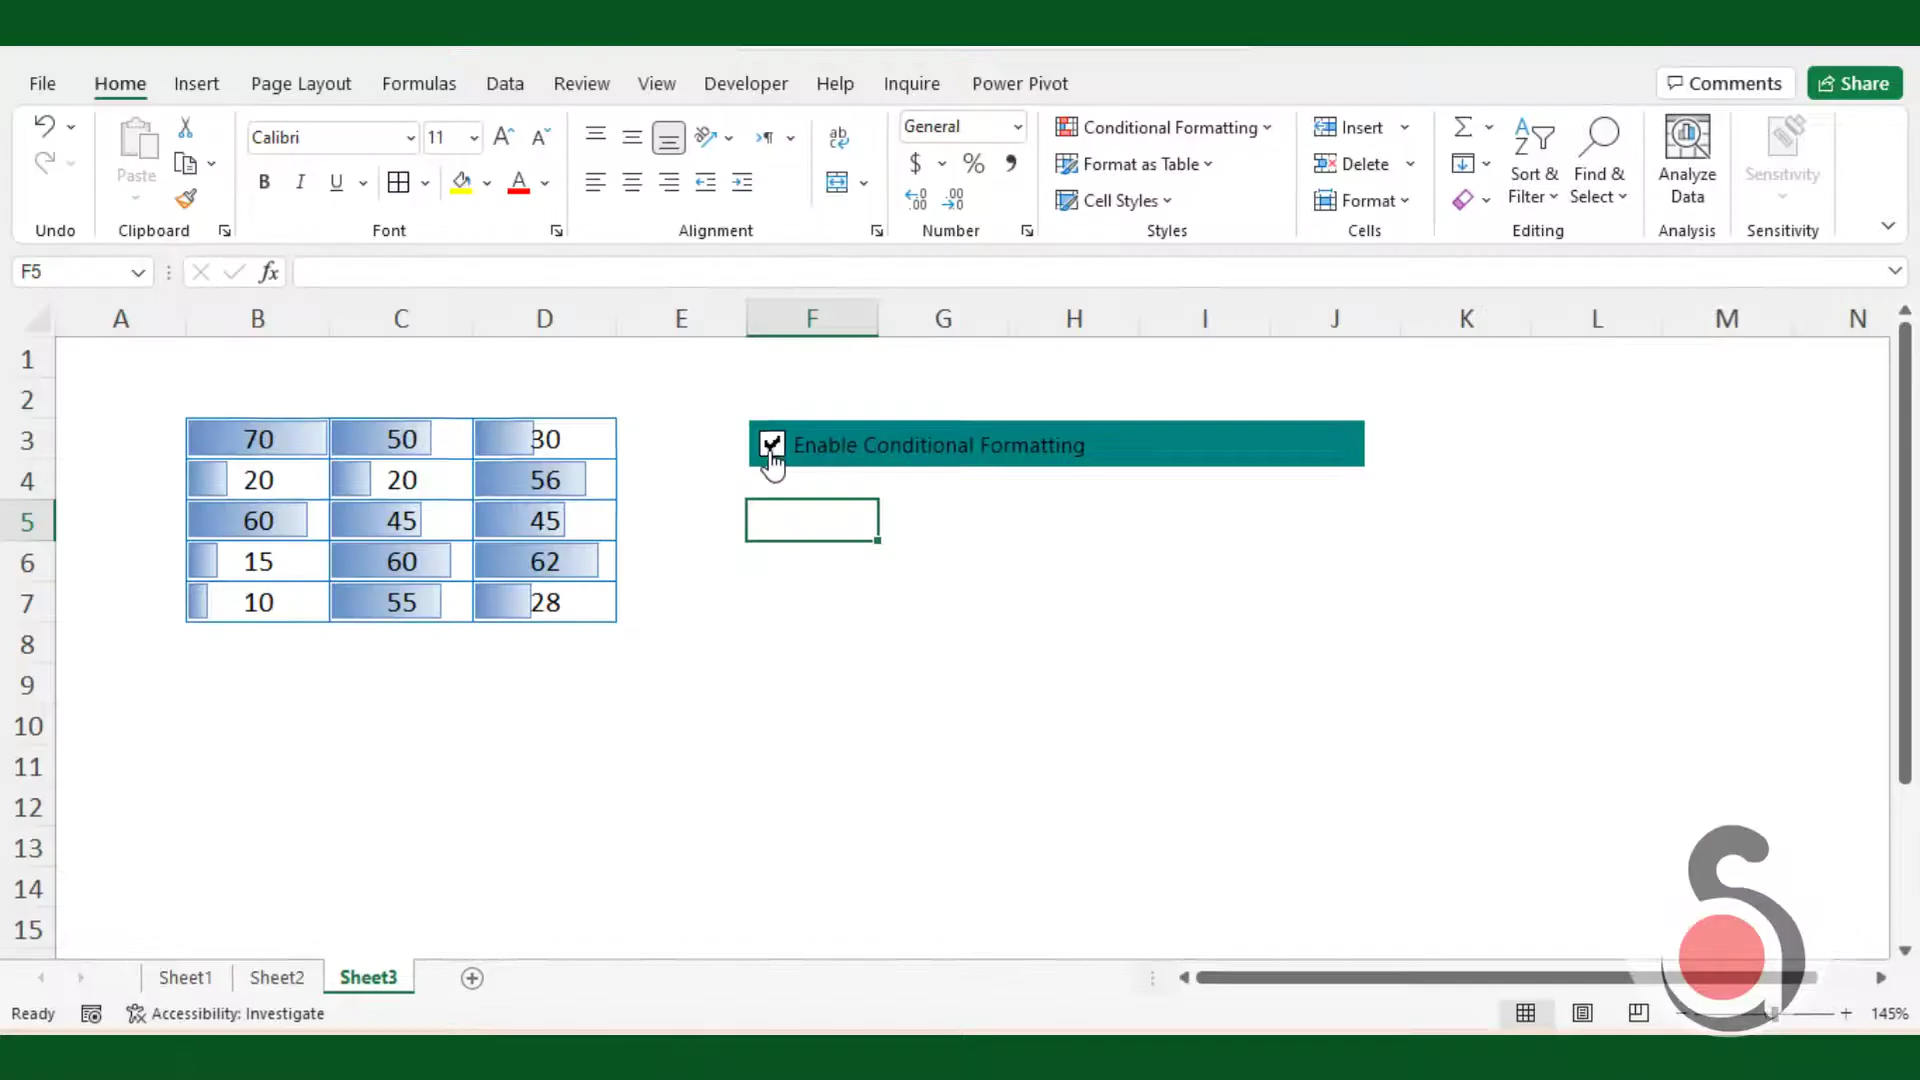 File Home Insert Page Layout Formulas Data Review View Developer Help Inquire Power Pivot Comments Share
Calibri 11 General Conditional Formatting Insert
Paste Format as Table Delete Sort & Filter Find & Select Analyze Data Sensitivity
B I U $ % Cell Styles Format
Undo Clipboard Font Alignment Number Styles Cells Editing Analysis Sensitivity
F5 fx
A B C D E F G H I J K L M N
1
2
3 70 50 30 Enable Conditional Formatting
4 20 20 56
5 60 45 45
6 15 60 62
7 10 55 28
8
9
10
11
12
13
14
15
Sheet1 Sheet2 Sheet3
Ready Accessibility: Investigate 145%